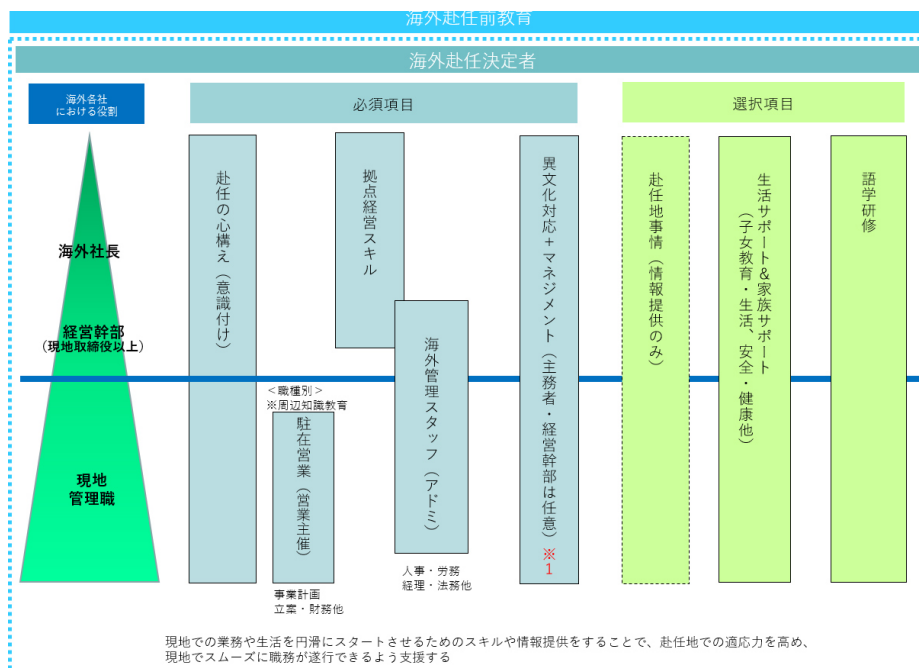 海外赴任前教育
海外赴任決定者
海外各社
における役割
必須項目
選択項目
海外社長
経営幹部
(現地取締役以上)
現地
管理職
赴任の心構え（意識付け）
＜職種別＞
※周辺知識教育
駐在営業（営業主催）
事業計画
立案・財務他
拠点経営スキル
海外管理スタッフ（アドミ）
人事・労務
経理・法務他
異文化対応＋マネジメント（主務者・経営幹部は任意）※1
赴任地事情（情報提供のみ）
生活サポート＆家族サポート
（子女教育・生活、安全・健康他）
語学研修
現地での業務や生活を円滑にスタートさせるためのスキルや情報提供をすることで、赴任地での適応力を高め、
現地でスムーズに職務が遂行できるよう支援する